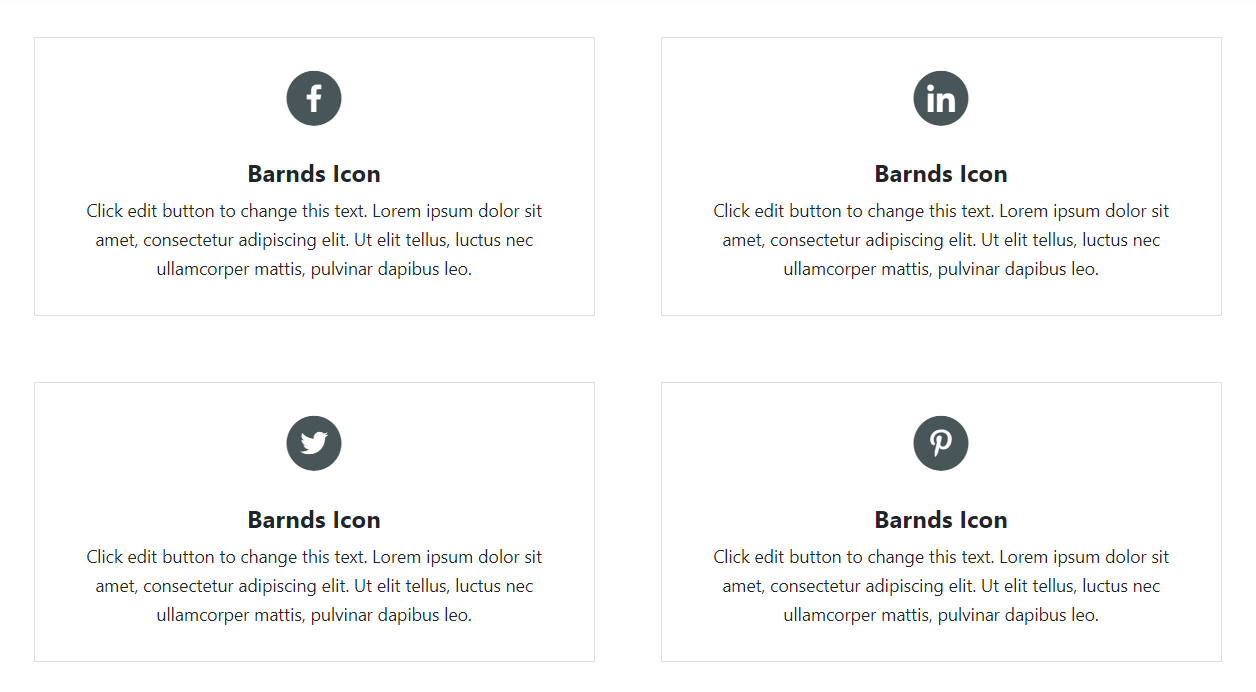 Barnds Icon
Click edit button to change this text. Lorem ipsum dolor sit
amet, consectetur adipiscing elit. Ut elit tellus, luctus nec
ullamcorper mattis, pulvinar dapibus leo.
Barnds Icon
Click edit button to change this text. Lorem ipsum dolor sit
amet, consectetur adipiscing elit. Ut elit tellus, luctus nec
ullamcorper mattis, pulvinar dapibus leo.
Barnds Icon
Click edit button to change this text. Lorem ipsum dolor sit
amet, consectetur adipiscing elit. Ut elit tellus, luctus nec
ullamcorper mattis, pulvinar dapibus leo.
Barnds Icon
Click edit button to change this text. Lorem ipsum dolor sit
amet, consectetur adipiscing elit. Ut elit tellus, luctus nec
ullamcorper mattis, pulvinar dapibus leo.